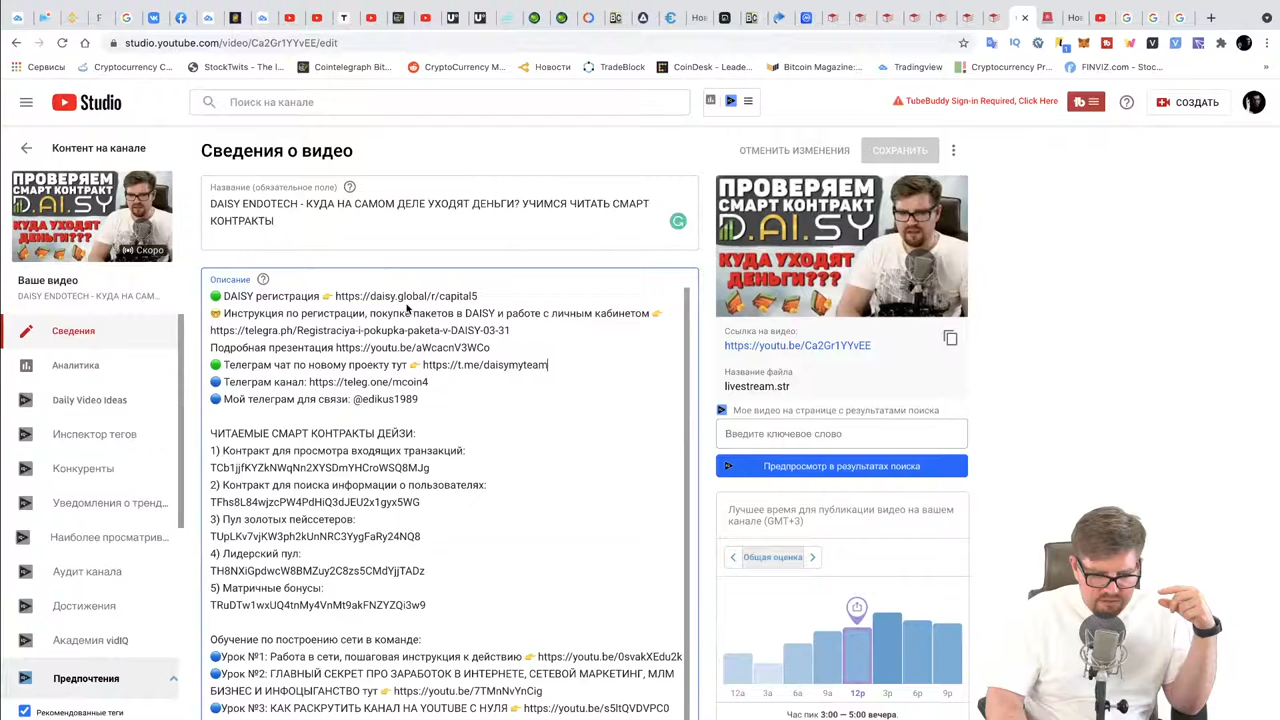 studio.youtube.com/video/Ca2Gr1YYvEE/edit
Сервисы
Cryptocurrency C...
StockTwits - The I...
Cointelegraph Bit...
CryptoCurrency M...
Новости
TradeBlock
CoinDesk - Leade...
Bitcoin Magazine:...
Tradingview
Cryptocurrency Pr...
FINVIZ.com - Stoc...
Studio
Поиск на канале
TubeBuddy Sign-in Required, Click Here
СОЗДАТЬ
Контент на канале
ПРОВЕРЯЕМ
СМАРТ КОНТРАКТ
D.AI.SY
КУДА УХОДЯТ
ДЕНЬГИ???
Скоро
Ваше видео
DAISY ENDOTECH - КУДА НА САМ...
Сведения
Аналитика
Daily Video Ideas
Инспектор тегов
Конкуренты
Уведомления о тренд...
Наиболее просматрив...
Аудит канала
Достижения
Академия vidIQ
Предпочтения
Рекомендованные теги
Сведения о видео
ОТМЕНИТЬ ИЗМЕНЕНИЯ
СОХРАНИТЬ
Название (обязательное поле)
DAISY ENDOTECH - КУДА НА САМОМ ДЕЛЕ УХОДЯТ ДЕНЬГИ? УЧИМСЯ ЧИТАТЬ СМАРТ
КОНТРАКТЫ
Описание
DAISY регистрация 👉 https://daisy.global/r/capital5
Инструкция по регистрации, покупке пакетов в DAISY и работе с личным кабинетом 👉
https://telegra.ph/Registraciya-i-pokupka-paketa-v-DAISY-03-31
Подробная презентация https://youtu.be/aWcacnV3WCo
Телеграм чат по новому проекту тут 👉 https://t.me/daisymyteam
Телеграм канал: https://teleg.one/mcoin4
Мой телеграм для связи: @edikus1989
ЧИТАЕМЫЕ СМАРТ КОНТРАКТЫ ДЕЙЗИ:
1) Контракт для просмотра входящих транзакций:
TCb1jjfKYZkNWqNn2XYSDmYHCroWSQ8MJg
2) Контракт для поиска информации о пользователях:
TFhs8L84wjzcPW4PdHiQ3dJEU2x1gyx5WG
3) Пул золотых пейссетеров:
TUpLKv7vjKW3ph2kUnNRC3YygFaRy24NQ8
4) Лидерский пул:
TH8NXiGpdwcW8BMZuy2C8zs5CMdYjjTADz
5) Матричные бонусы:
TRuDTw1wxUQ4tnMy4VnMt9akFNZYZQi3w9
Обучение по построению сети в команде:
Урок №1: Работа в сети, пошаговая инструкция к действию 👉 https://youtu.be/0svakXEdu2k
Урок №2: ГЛАВНЫЙ СЕКРЕТ ПРО ЗАРАБОТОК В ИНТЕРНЕТЕ, СЕТЕВОЙ МАРКЕТИНГ, МЛМ
БИЗНЕС И ИНФОЦЫГАНСТВО тут 👉 https://youtu.be/7TMnNvYnCig
Урок №3: КАК РАСКРУТИТЬ КАНАЛ НА YOUTUBE С НУЛЯ 👉 https://youtu.be/s5ltQVDVPC0
ПРОВЕРЯЕМ
СМАРТ КОНТРАКТ
D.AI.SY
КУДА УХОДЯТ
ДЕНЬГИ???
Ссылка на видео:
https://youtu.be/Ca2Gr1YYvEE
Название файла
livestream.str
Мое видео на странице с результатами поиска
Введите ключевое слово
Предпросмотр в результатах поиска
Лучшее время для публикации видео на вашем
канале (GMT+3)
Общая оценка
12a 3a 6a 9a 12p 3p 6p 9p
Час пик 3:00 — 5:00 вечера.